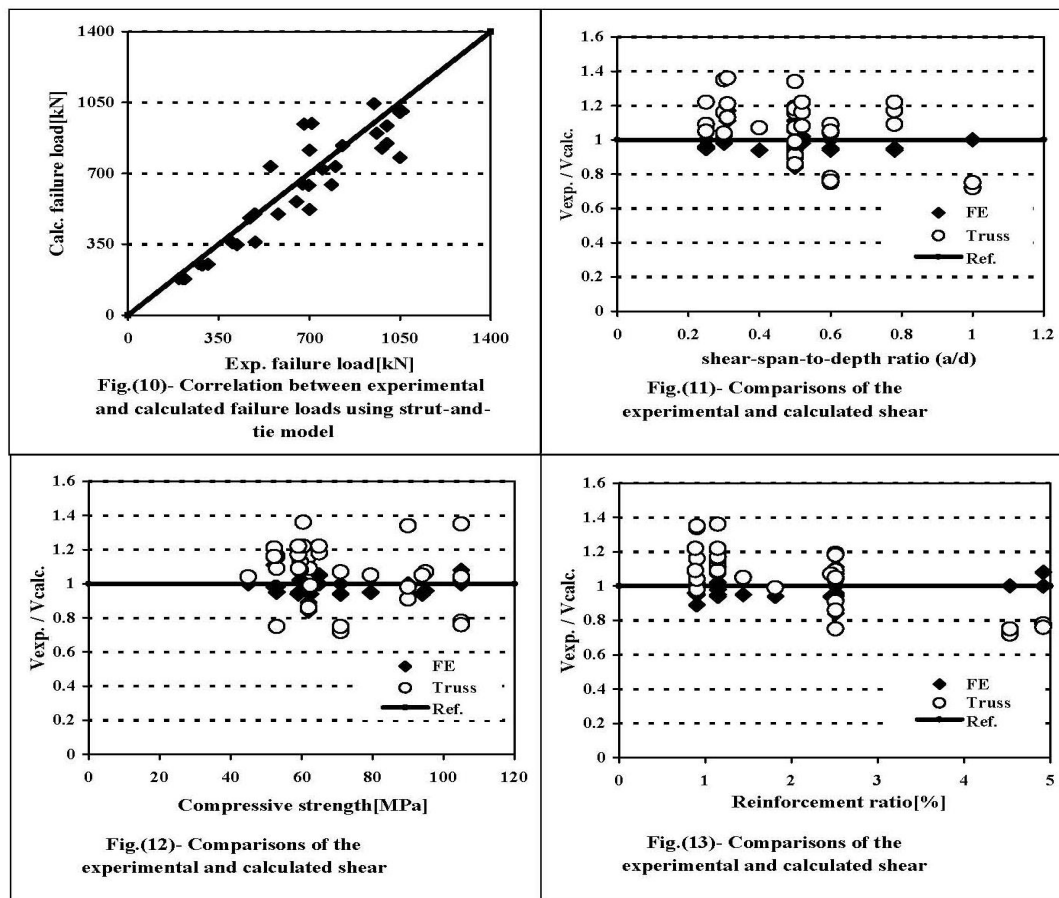 1400
1050
700
350
0
Calc. failure load[kN]
0 350 700 1050 1400
Exp. failure load[kN]
Fig.(10)- Correlation between experimental
and calculated failure loads using strut-and-
tie model
1.6
1.4
1.2
1
0.8
0.6
0.4
0.2
0
Vexp. / Vcalc.
FE
Truss
Ref.
0 0.2 0.4 0.6 0.8 1 1.2
shear-span-to-depth ratio (a/d)
Fig.(11)- Comparisons of the
experimental and calculated shear
1.6
1.4
1.2
1
0.8
0.6
0.4
0.2
0
Vexp. / Vcalc.
FE
Truss
Ref.
0 20 40 60 80 100 120
Compressive strength[MPa]
Fig.(12)- Comparisons of the
experimental and calculated shear
1.6
1.4
1.2
1
0.8
0.6
0.4
0.2
0
Vexp. / Vcalc.
FE
Truss
Ref.
0 1 2 3 4 5
Reinforcement ratio[%]
Fig.(13)- Comparisons of the
experimental and calculated shear